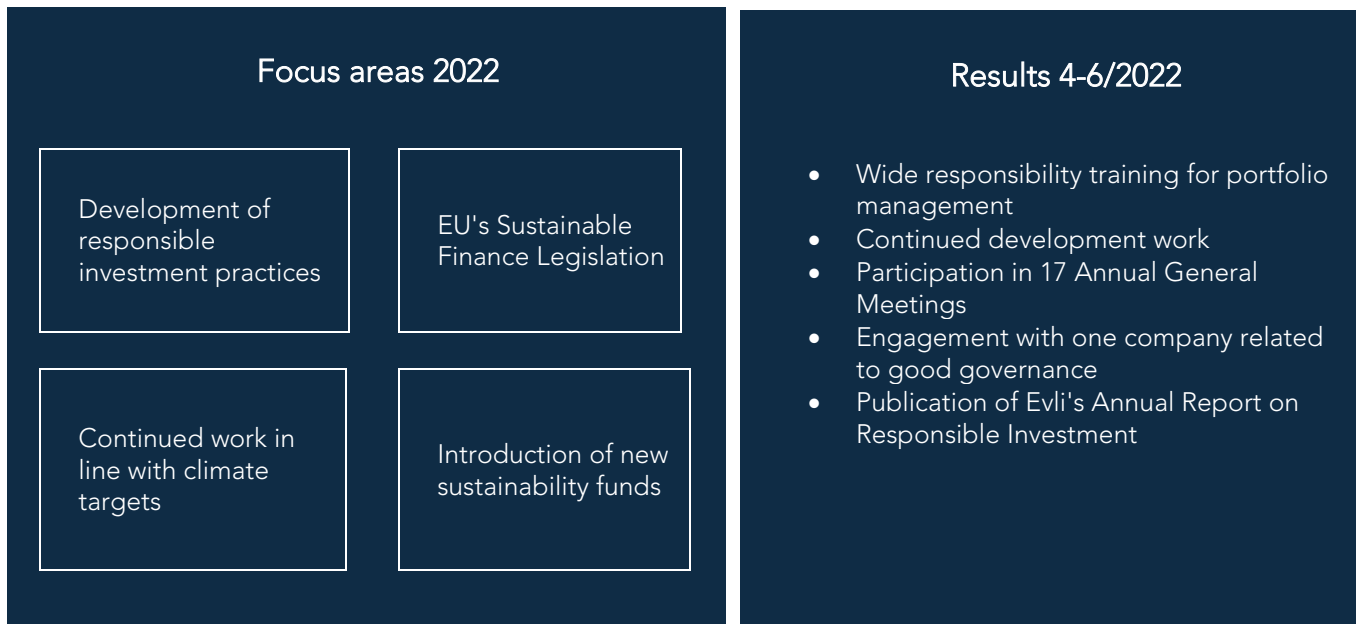 Focus areas 2022
Development of
responsible
investment practices
EU's Sustainable
Finance Legislation
Continued work in
line with climate
targets
Introduction of new
sustainability funds
Results 4-6/2022
• Wide responsibility training for portfolio
management
• Continued development work
• Participation in 17 Annual General
Meetings
• Engagement with one company related
to good governance
• Publication of Evli's Annual Report on
Responsible Investment